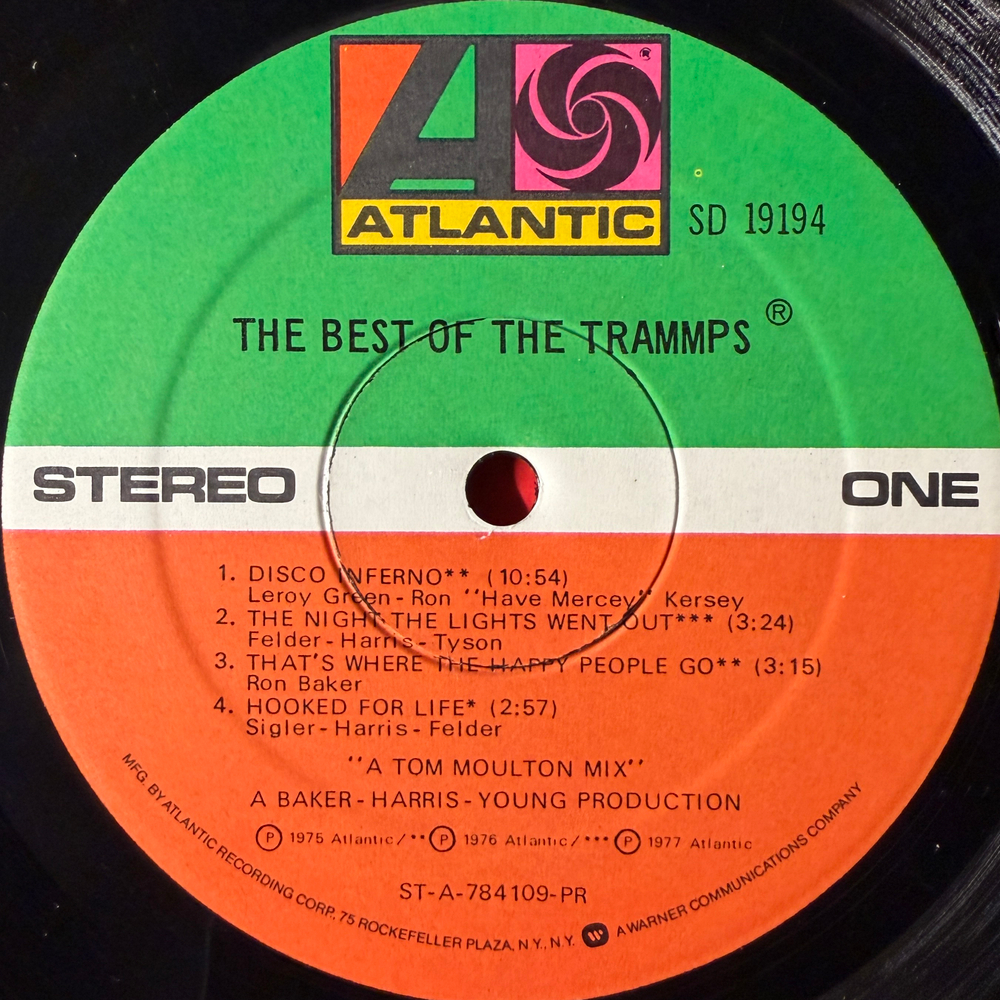 ATLANTIC ®
SD 19194
THE BEST OF THE TRAMMPS ®
STEREO
ONE
1. DISCO INFERNO** (10:54)
Leroy Green-Ron "Have Mercey" Kersey
2. THE NIGHT THE LIGHTS WENT OUT*** (3:24)
Felder-Harris-Tyson
3. THAT'S WHERE THE HAPPY PEOPLE GO** (3:15)
Ron Baker
4. HOOKED FOR LIFE* (2:57)
Sigler-Harris-Felder
"A TOM MOULTON MIX"
A BAKER-HARRIS-YOUNG PRODUCTION
Ⓟ 1975 Atlantic/**Ⓟ 1976 Atlantic/***Ⓟ 1977 Atlantic
ST-A-784109-PR
MFG. BY ATLANTIC RECORDING CORP., 75 ROCKEFELLER PLAZA, N.Y., N.Y. W A WARNER COMMUNICATIONS COMPANY